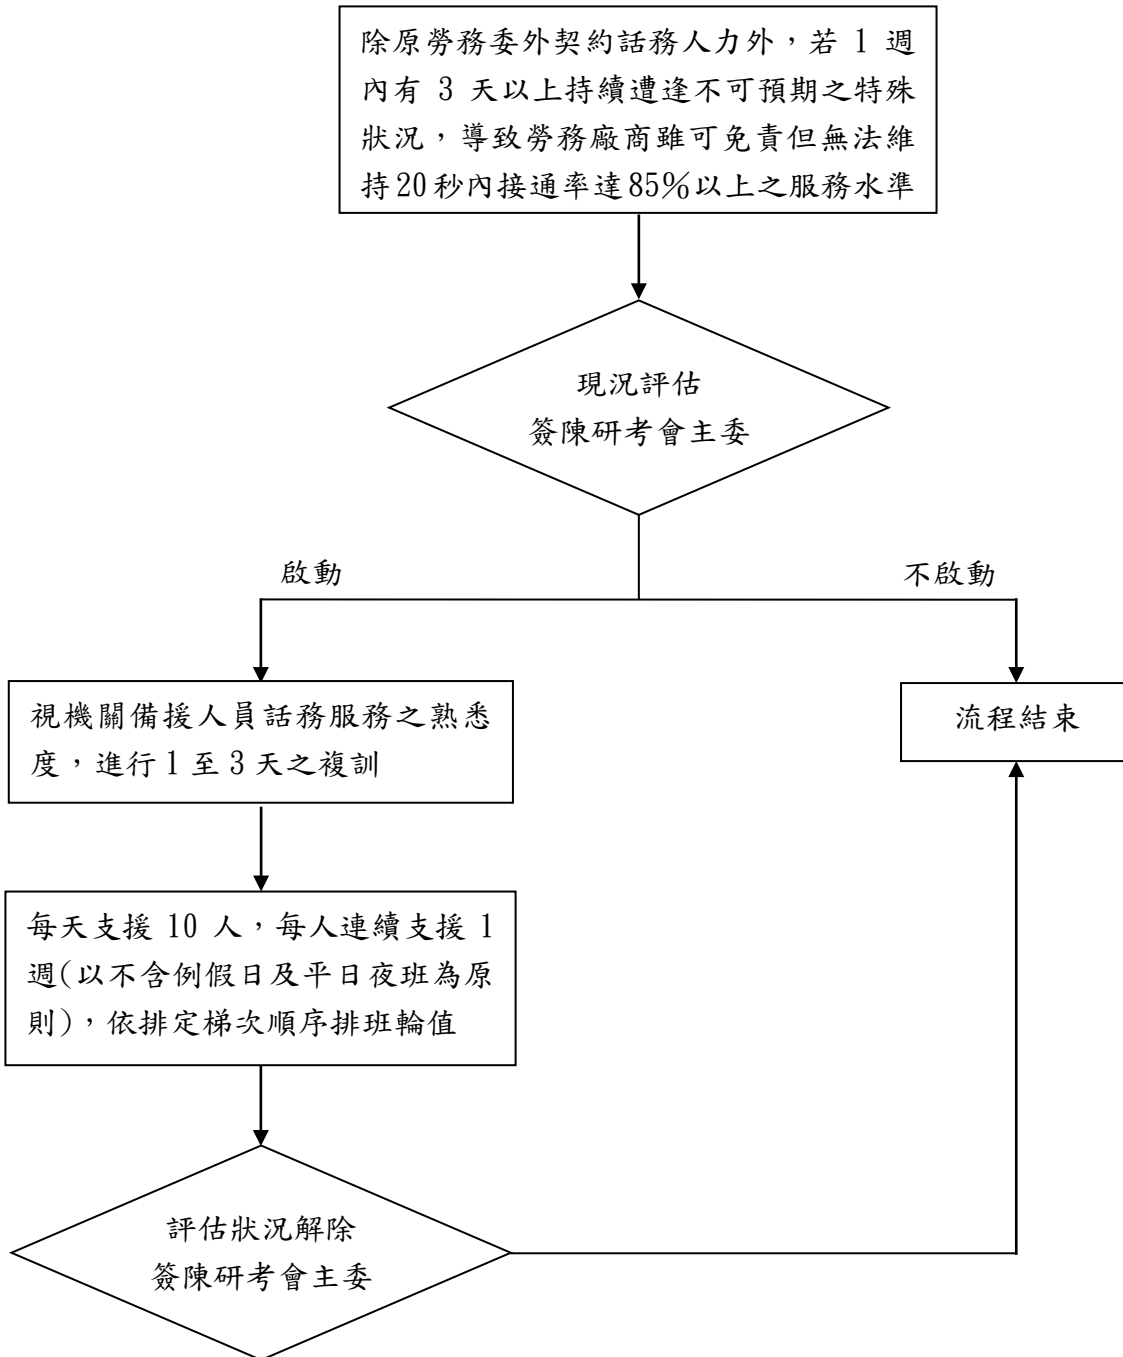 除原勞務委外契約話務人力外，若 1 週
內有 3 天以上持續遭逢不可預期之特殊
狀況，導致勞務廠商雖可免責但無法維
持20秒內接通率達85%以上之服務水準
現況評估
簽陳研考會主委
啟動
不啟動
視機關備援人員話務服務之熟悉
度，進行 1 至 3 天之複訓
流程結束
每天支援 10 人，每人連續支援 1
週(以不含例假日及平日夜班為原
則)，依排定梯次順序排班輪值
評估狀況解除
簽陳研考會主委